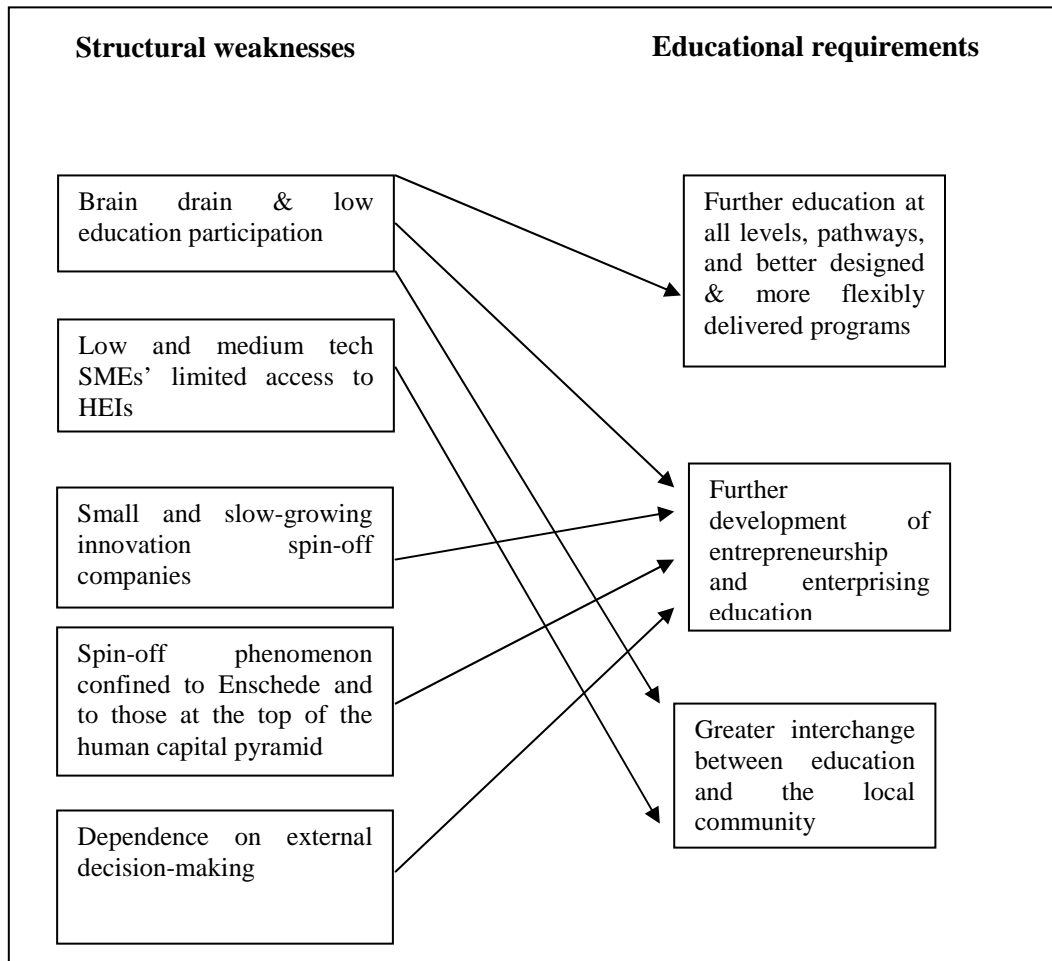 Structural weaknesses
Educational requirements
Brain drain & low
education participation
Low and medium tech
SMEs’ limited access to
HEIs
Small and slow-growing
innovation spin-off
companies
Spin-off phenomenon
confined to Enschede and
to those at the top of the
human capital pyramid
Dependence on external
decision-making
Further education at
all levels, pathways,
and better designed
& more flexibly
delivered programs
Further
development of
entrepreneurship
and enterprising
education
Greater interchange
between education
and the local
community